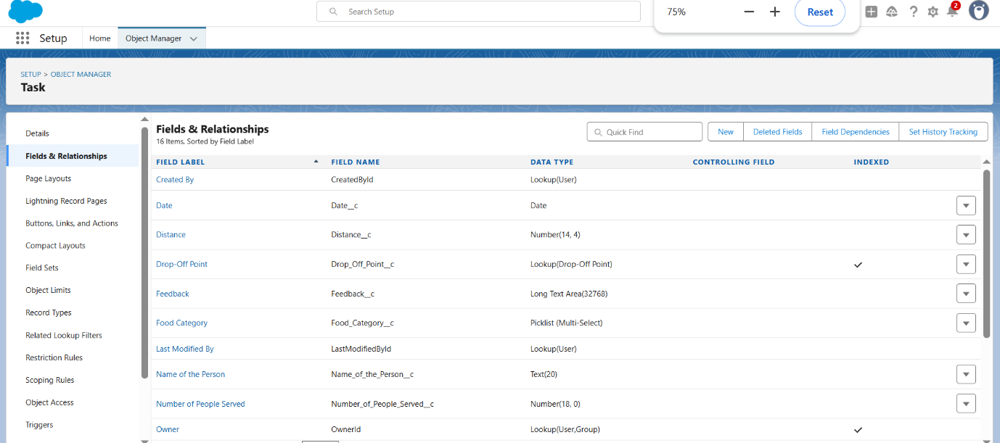 Search Setup
75%
Reset
2
Setup
Home
Object Manager
SETUP > OBJECT MANAGER
Task
Details
Fields & Relationships
Page Layouts
Lightning Record Pages
Buttons, Links, and Actions
Compact Layouts
Field Sets
Object Limits
Record Types
Related Lookup Filters
Restriction Rules
Scoping Rules
Object Access
Triggers
Fields & Relationships
16 Items, Sorted by Field Label
Quick Find
New
Deleted Fields
Field Dependencies
Set History Tracking
FIELD LABEL FIELD NAME DATA TYPE CONTROLLING FIELD INDEXED
Created By CreatedById Lookup(User)
Date Date__c Date
Distance Distance__c Number(14, 4)
Drop-Off Point Drop_Off_Point__c Lookup(Drop-Off Point)
Feedback Feedback__c Long Text Area(32768)
Food Category Food_Category__c Picklist (Multi-Select)
Last Modified By LastModifiedById Lookup(User)
Name of the Person Name_of_the_Person__c Text(20)
Number of People Served Number_of_People_Served__c Number(18, 0)
Owner OwnerId Lookup(User,Group)